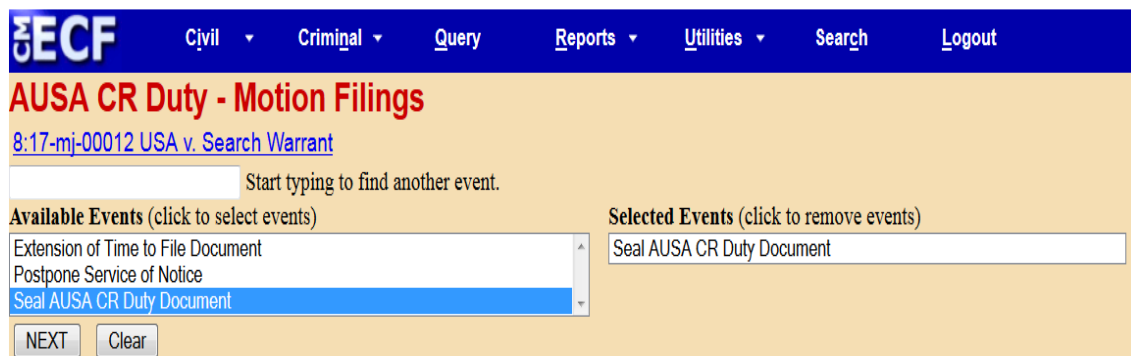 CM ECF Civil Criminal Query Reports Utilities Search Logout
AUSA CR Duty - Motion Filings
8:17-mj-00012 USA v. Search Warrant
Start typing to find another event.
Available Events (click to select events) Selected Events (click to remove events)
Extension of Time to File Document Seal AUSA CR Duty Document
Postpone Service of Notice
Seal AUSA CR Duty Document
NEXT Clear